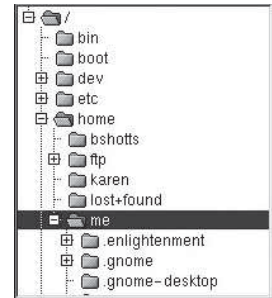 /
bin
boot
dev
etc
home
bshotts
ftp
karen
lost+found
me
.enlightenment
.gnome
.gnome-desktop